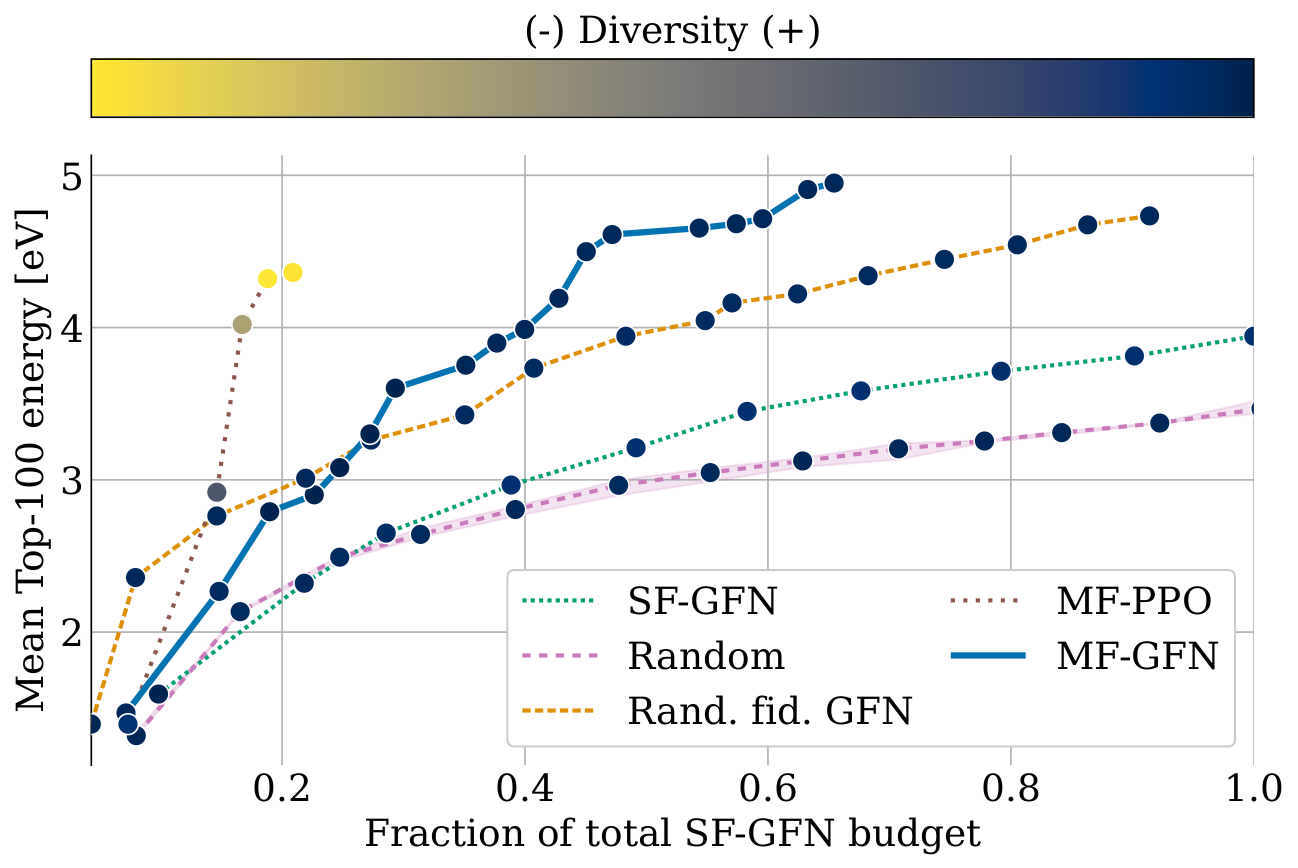 (-) Diversity (+)
Mean Top-100 energy [eV]
5
4
3
2
SF-GFN
Random
Rand. fid. GFN
MF-PPO
MF-GFN
0.2 0.4 0.6 0.8 1.0
Fraction of total SF-GFN budget